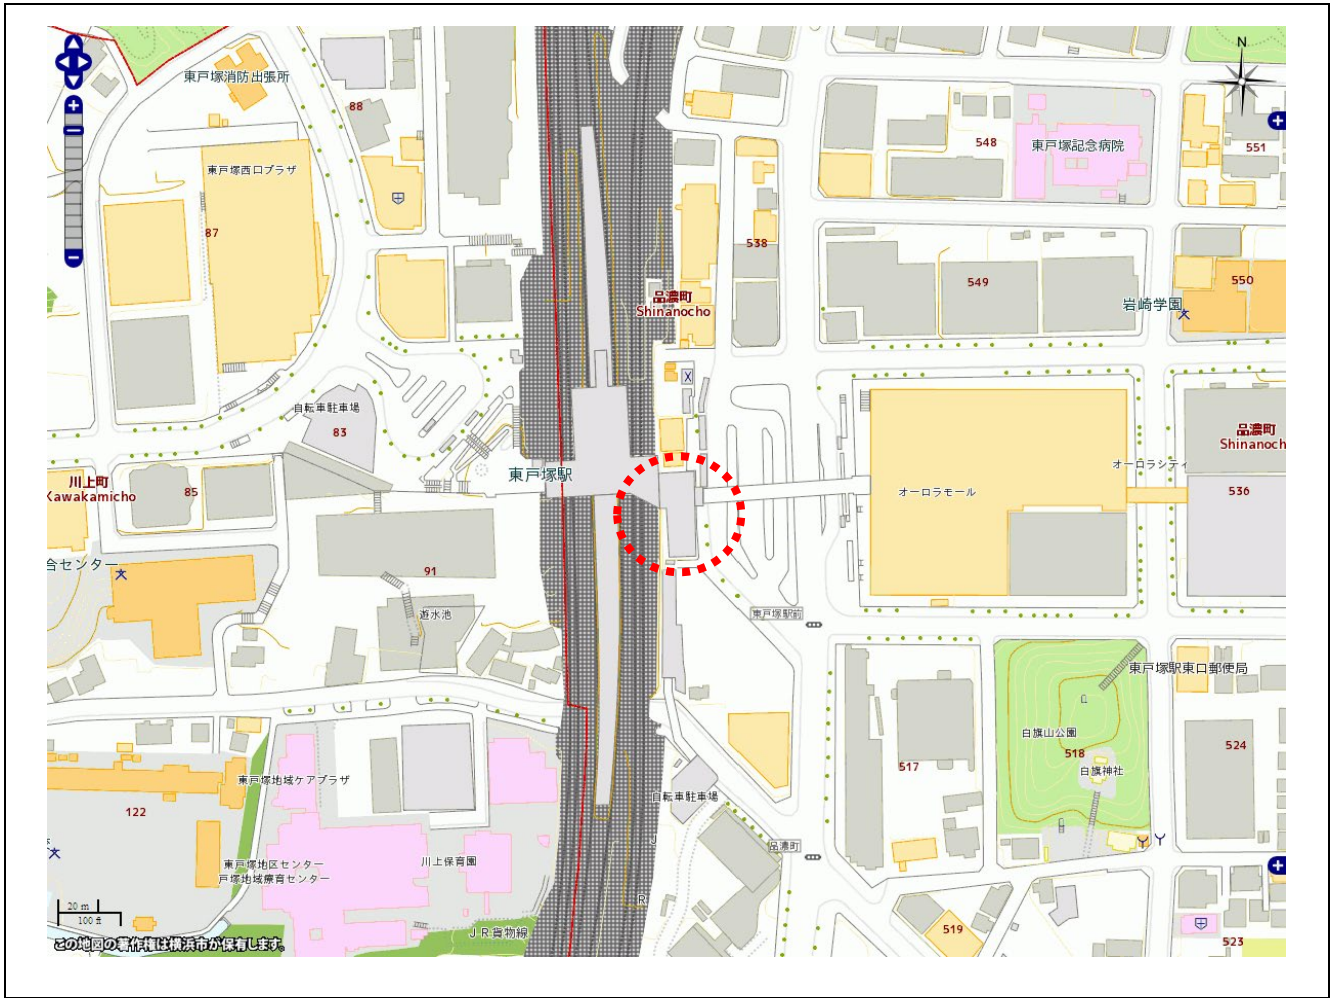 N
東戸塚消防出張所
88
548
東戸塚記念病院
551
東戸塚西口プラザ
87
538
549
550
品濃町
Shinanocho
岩崎学園
自転車駐車場
83
品濃町
Shinanoch
川上町
Kawakamicho
85
東戸塚駅
オーロラモール
オーロラシティ
536
合センター
91
遊水池
東戸塚駅前
東戸塚駅東口郵便局
白旗山公園
518
517
524
白旗神社
東戸塚地域ケアプラザ
122
自転車駐車場
J
品濃町
東戸塚地区センター
戸塚地域療育センター
川上保育園
R
20 m
100 ft
JR貨物線
519
523
この地図の著作権は横浜市が保有します。